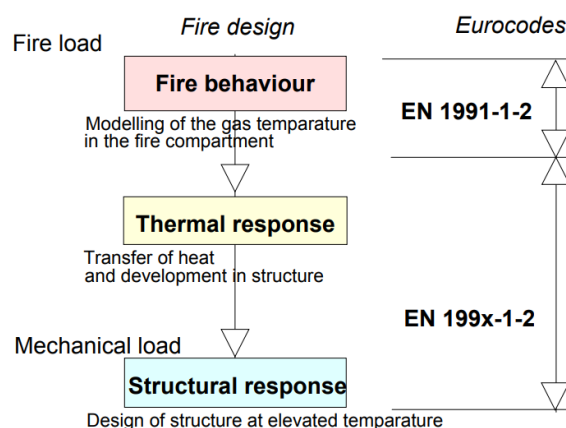 Fire design
Eurocodes
Fire load
Fire behaviour
Modelling of the gas temparature
in the fire compartment
EN 1991-1-2
Thermal response
Transfer of heat
and development in structure
EN 199x-1-2
Mechanical load
Structural response
Design of structure at elevated temparature